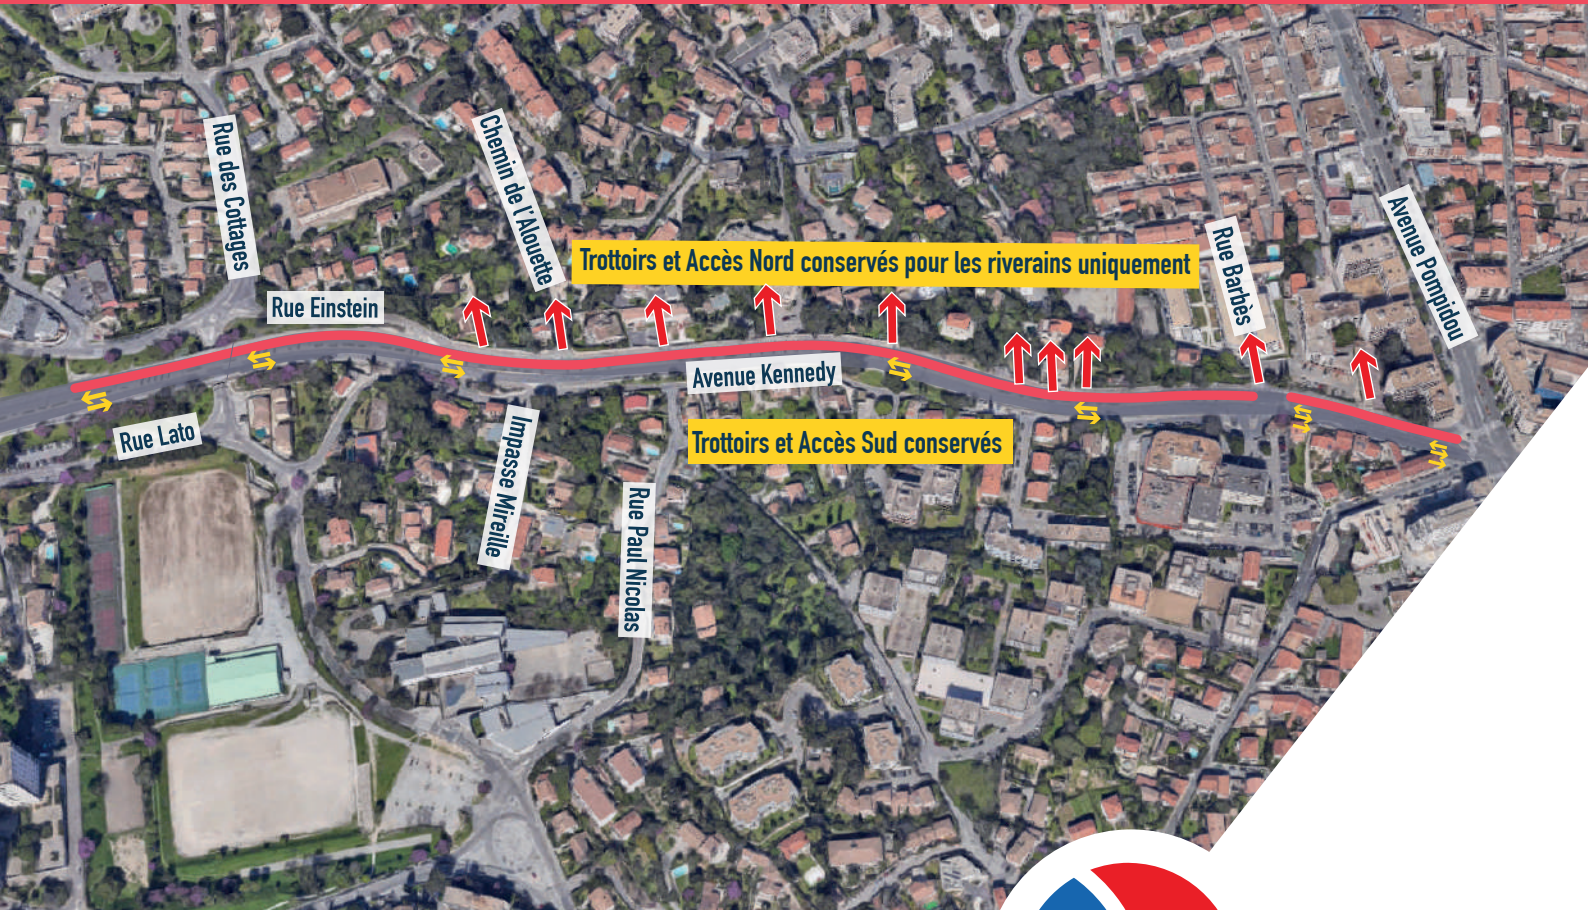 Rue des Cottages
Chemin de l'Alouette
Avenue Pompidou
Rue Barbès
Trottoirs et Accès Nord conservés pour les riverains uniquement
Rue Einstein
Avenue Kennedy
Rue Lato
Impasse Mireille
Trottoirs et Accès Sud conservés
Rue Paul Nicolas